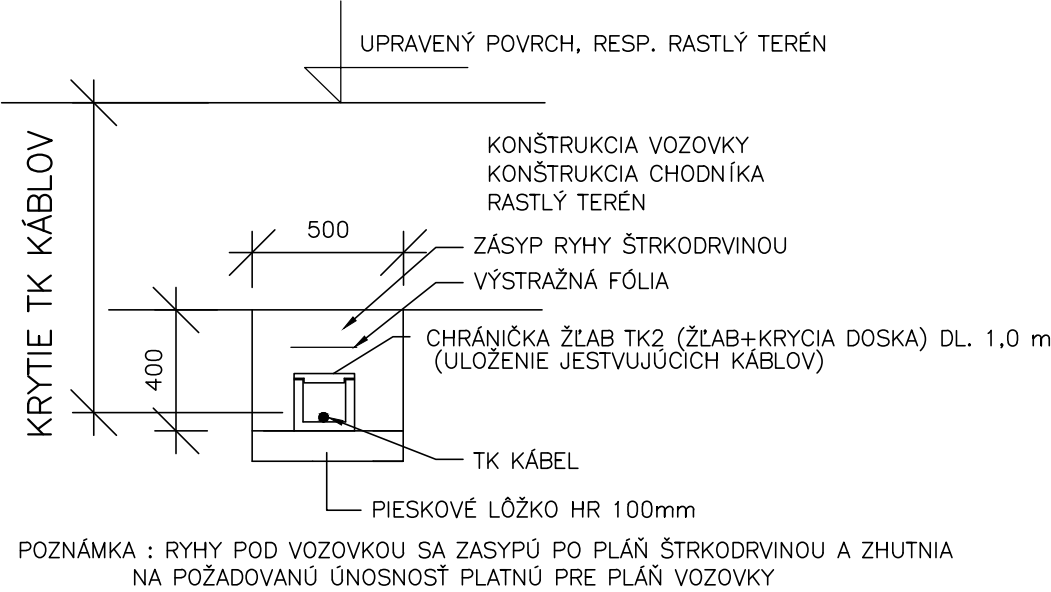 UPRAVENÝ POVRCH, RESP. RASTLÝ TERÉN
KRYTIE TK KÁBLOV
KONŠTRUKCIA VOZOVKY
KONŠTRUKCIA CHODNÍKA
RASTLÝ TERÉN
500
ZÁSYP RYHY ŠTRKODRVINOU
VÝSTRAŽNÁ FÓLIA
400
CHRÁNIČKA ŽĽAB TK2 (ŽĽAB+KRYCIA DOSKA) DL. 1,0 m
(ULOŽENIE JESTVUJÚCICH KÁBLOV)
TK KÁBEL
PIESKOVÉ LÔŽKO HR 100mm
POZNÁMKA : RYHY POD VOZOVKOU SA ZASYPÚ PO PLÁŇ ŠTRKODRVINOU A ZHUTNIA
NA POŽADOVANÚ ÚNOSNOSŤ PLATNÚ PRE PLÁŇ VOZOVKY